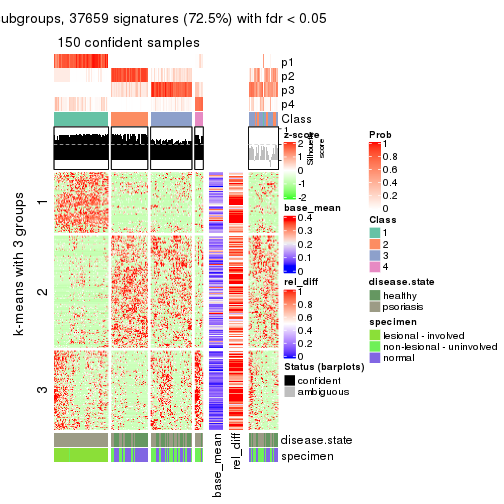 ubgroups, 37659 signatures (72.5%) with fdr < 0.05
150 confident samples
p1
p2
p3
p4
Class
1
Silhouette
score
k-means with 3 groups
1
2
3
disease.state
specimen
base_mean
rel_diff
z-score
2
1
0
-1
-2
base_mean
0.4
0.3
0.2
0.1
0
rel_diff
1
0.8
0.6
0.4
0.2
0
Status (barplots)
confident
ambiguous
Prob
1
0.8
0.6
0.4
0.2
0
Class
1
2
3
4
disease.state
healthy
psoriasis
specimen
lesional - involved
non-lesional - uninvolved
normal